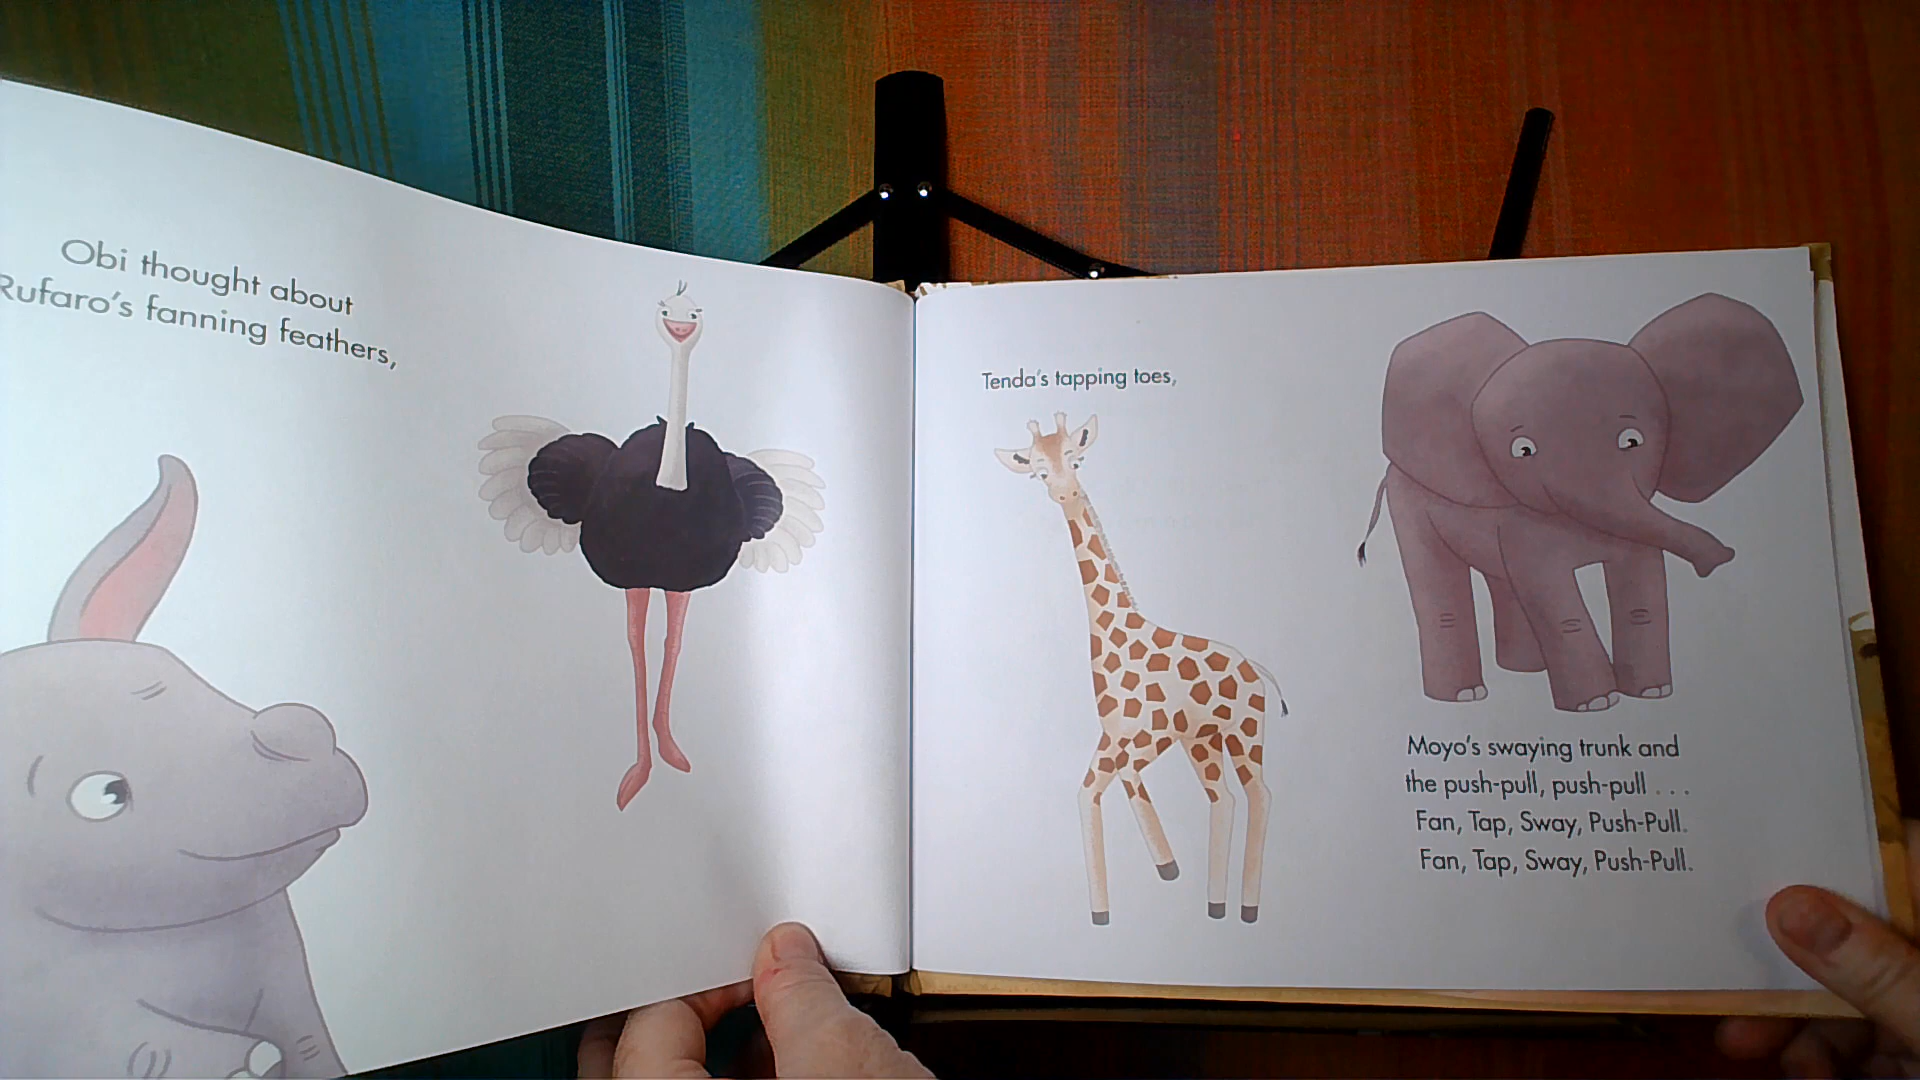 Obi thought about
Rufaro's fanning feathers,
Tenda's tapping toes,
Moyo's swaying trunk and
the push-pull, push-pull . . .
Fan, Tap, Sway, Push-Pull.
Fan, Tap, Sway, Push-Pull.